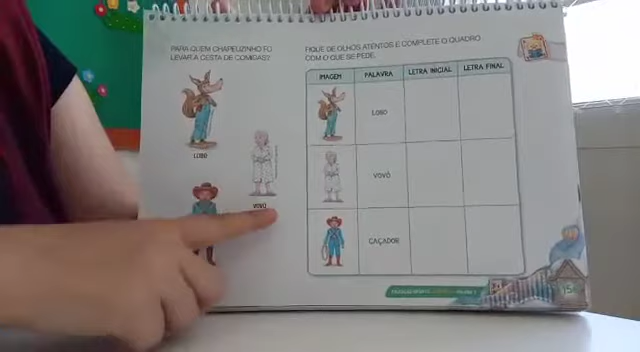 PARA QUEM CHAPEUZINHO FOI
LEVAR A CESTA DE COMIDAS?
LOBO
VOVÓ
FIQUE DE OLHOS ATENTOS E COMPLETE O QUADRO
COM O QUE SE PEDE.
IMAGEM PALAVRA LETRA INICIAL LETRA FINAL
LOBO
VOVÓ
CAÇADOR